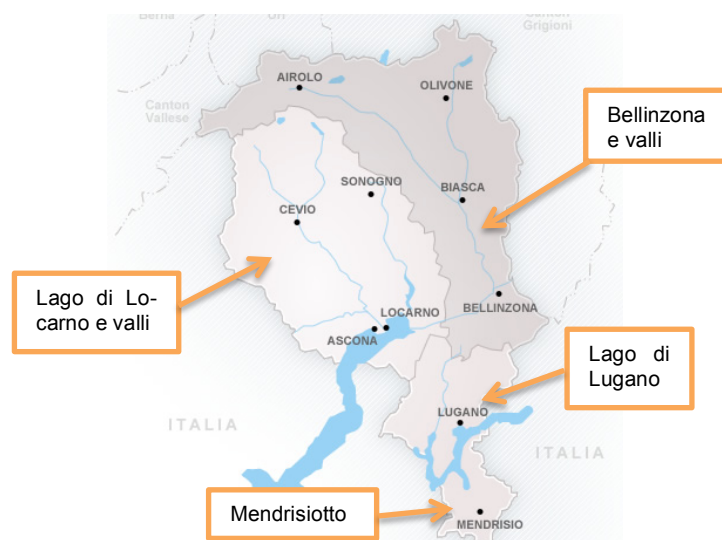 Berna
Uri
Canton
Grigioni
AIROLO
OLIVONE
Canton
Vallese
Bellinzona
e valli
SONOGNO
BIASCA
CEVIO
Lago di Lo-
carno e valli
BELLINZONA
LOCARNO
ASCONA
Lago di
Lugano
LUGANO
ITALIA
ITALIA
Mendrisiotto
MENDRISIO